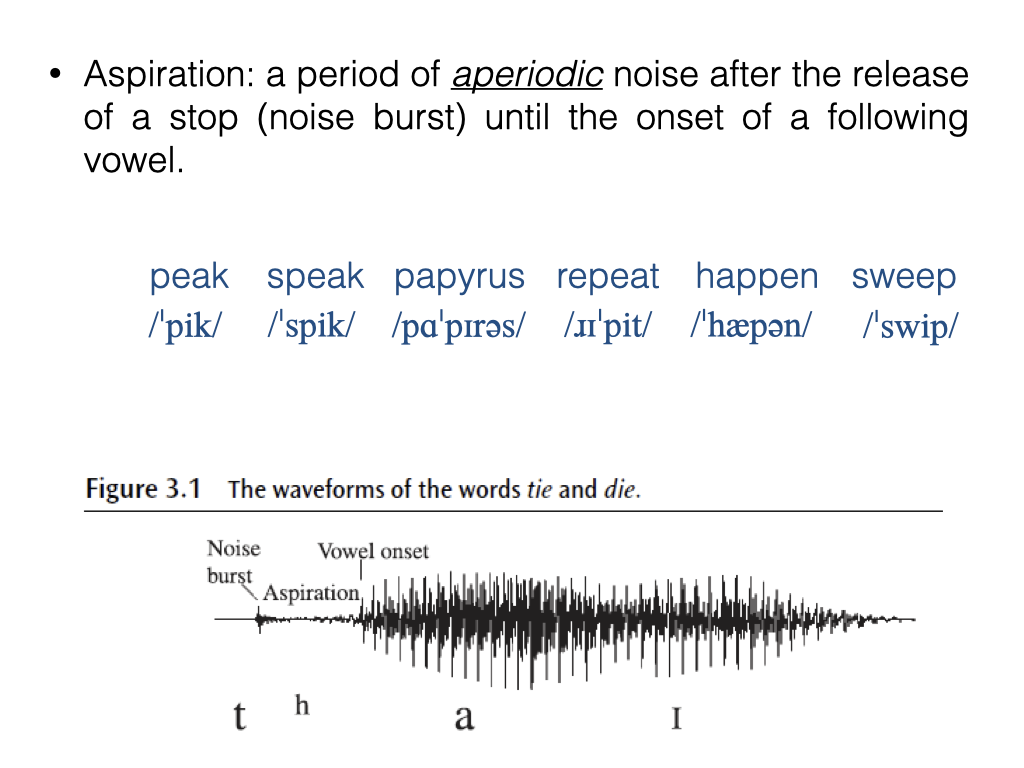 • Aspiration: a period of aperiodic noise after the release
of a stop (noise burst) until the onset of a following
vowel.
peak speak papyrus repeat happen sweep
/ˈpik/ /ˈspik/ /pɑˈpɪrəs/ /ɹɪˈpit/ /ˈhæpən/ /ˈswip/
Figure 3.1 The waveforms of the words tie and die.
Noise Vowel onset
burst
Aspiration
t h a ɪ